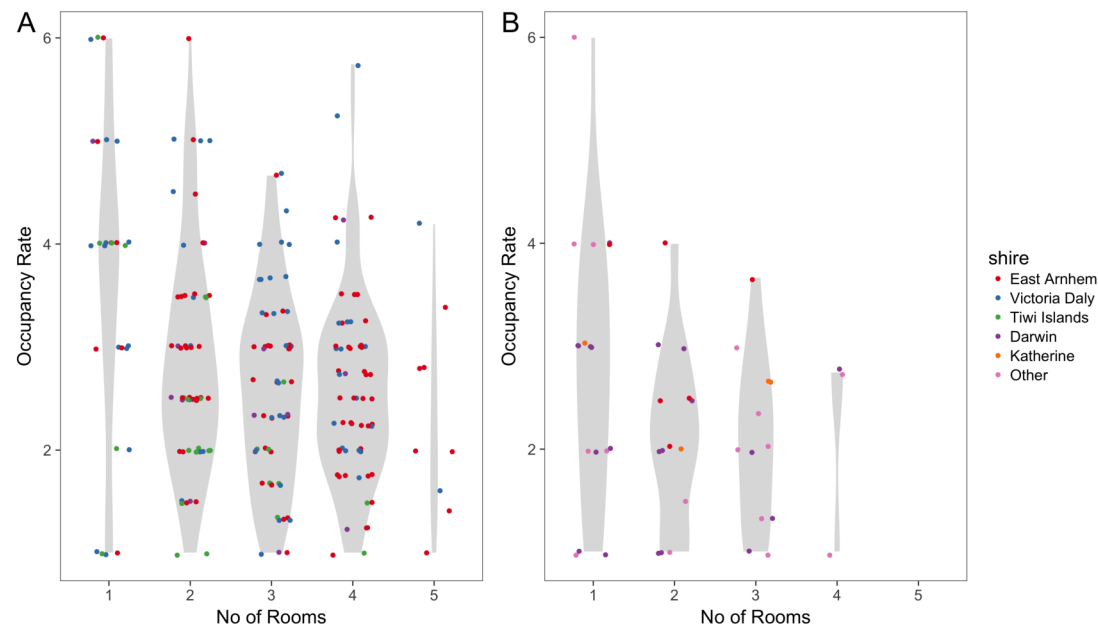 A
B
6
4
2
Occupancy Rate
1 2 3 4 5
No of Rooms
6
4
2
Occupancy Rate
1 2 3 4 5
No of Rooms
shire
East Arnhem
Victoria Daly
Tiwi Islands
Darwin
Katherine
Other